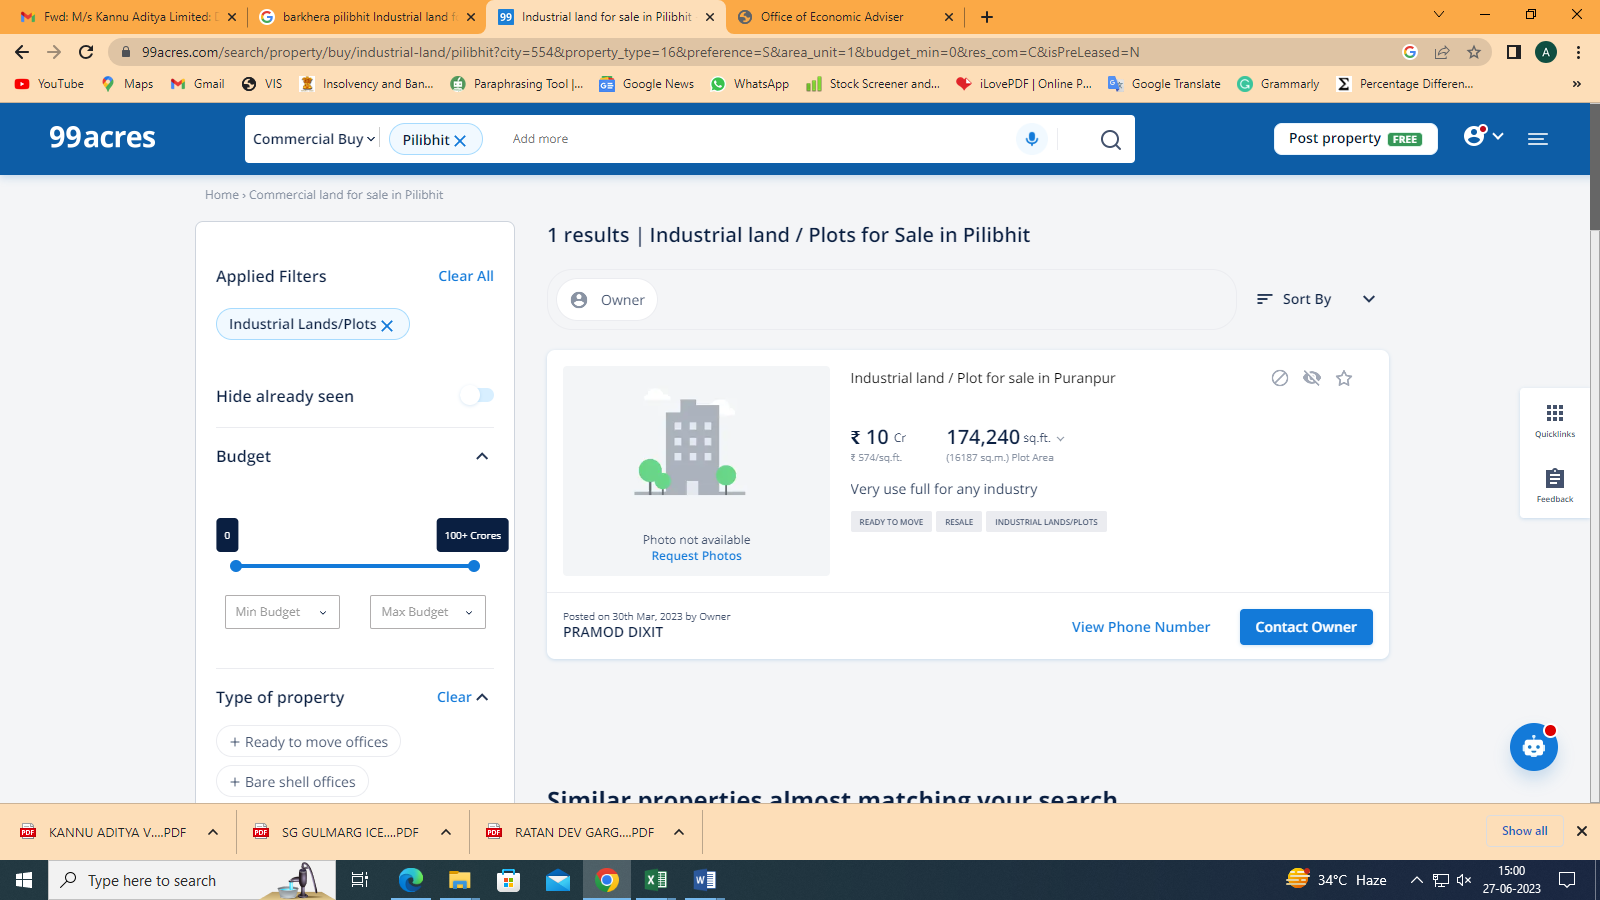 Fwd: M/s Kannu Aditya Limited:
barkhera pilibhit Industrial land f
Industrial land for sale in Pilibhit
Office of Economic Adviser
99acres.com/search/property/buy/industrial-land/pilibhit?city=554&property_type=16&preference=S&area_unit=1&budget_min=0&res_com=C&isPreLeased=N
A
YouTube
Maps
Gmail
VIS
Insolvency and Ban...
Paraphrasing Tool |...
Google News
WhatsApp
Stock Screener and...
iLovePDF | Online P...
Google Translate
Grammarly
Percentage Differen...
»
99acres
Commercial Buy
Pilibhit
Add more
Post property FREE
Home › Commercial land for sale in Pilibhit
Applied Filters
Clear All
Industrial Lands/Plots
Hide already seen
Budget
0
100+ Crores
Min Budget
Max Budget
Type of property
Clear
+ Ready to move offices
+ Bare shell offices
1 results | Industrial land / Plots for Sale in Pilibhit
Owner
Sort By
Photo not available
Request Photos
Industrial land / Plot for sale in Puranpur
₹ 10 Cr
₹ 574/sq.ft.
174,240 sq.ft.
(16187 sq.m.) Plot Area
Very use full for any industry
READY TO MOVE
RESALE
INDUSTRIAL LANDS/PLOTS
Posted on 30th Mar, 2023 by Owner
PRAMOD DIXIT
View Phone Number
Contact Owner
Quicklinks
Feedback
Similar properties almost matching your search
KANNU ADITYA V....PDF
SG GULMARG ICE....PDF
RATAN DEV GARG....PDF
Show all
Type here to search
34°C Haze
15:00
27-06-2023